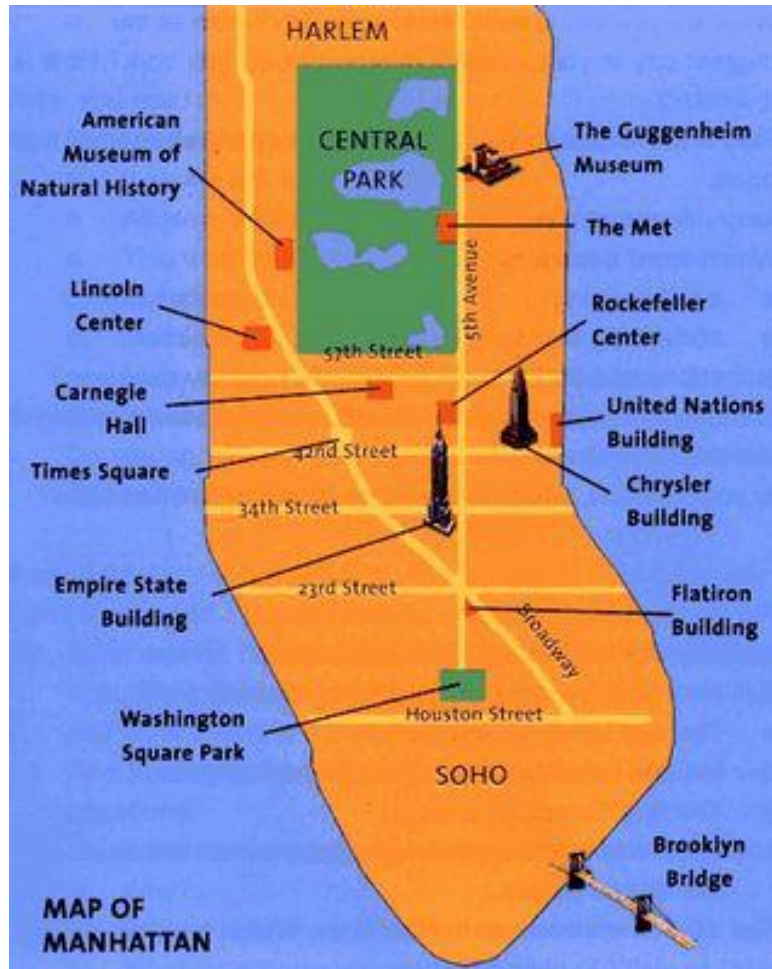 HARLEM
American
Museum of
Natural History
CENTRAL
PARK
The Guggenheim
Museum
The Met
Lincoln
Center
5th Avenue
Rockefeller
Center
57th Street
Carnegie
Hall
United Nations
Building
Times Square
42nd Street
Chrysler
Building
34th Street
Empire State
Building
23rd Street
Flatiron
Building
Broadway
Washington
Square Park
Houston Street
SOHO
Brooklyn
Bridge
MAP OF
MANHATTAN